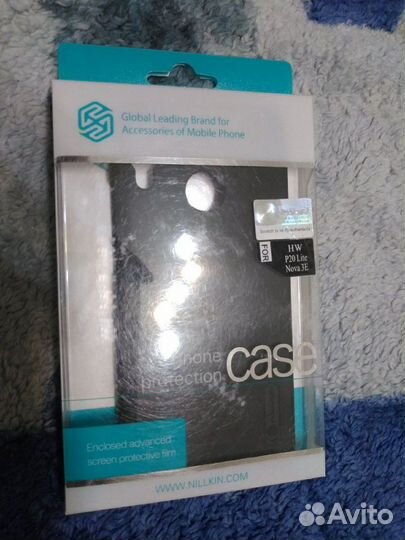 Global Leading Brand for
Accessories of Mobile Phone
FOR
HW
P20 Lite
Nova 3E
phone
protection
case
Enclosed advanced
screen protective film
WWW.NILLKIN.COM
Avito